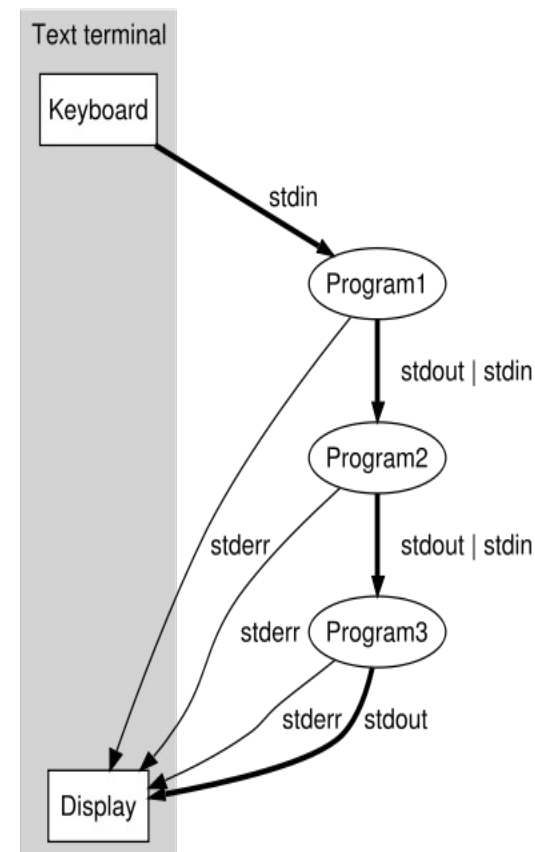 Text terminal
Keyboard
stdin
Program1
stdout | stdin
Program2
stderr
stdout | stdin
stderr
Program3
stderr
stdout
Display